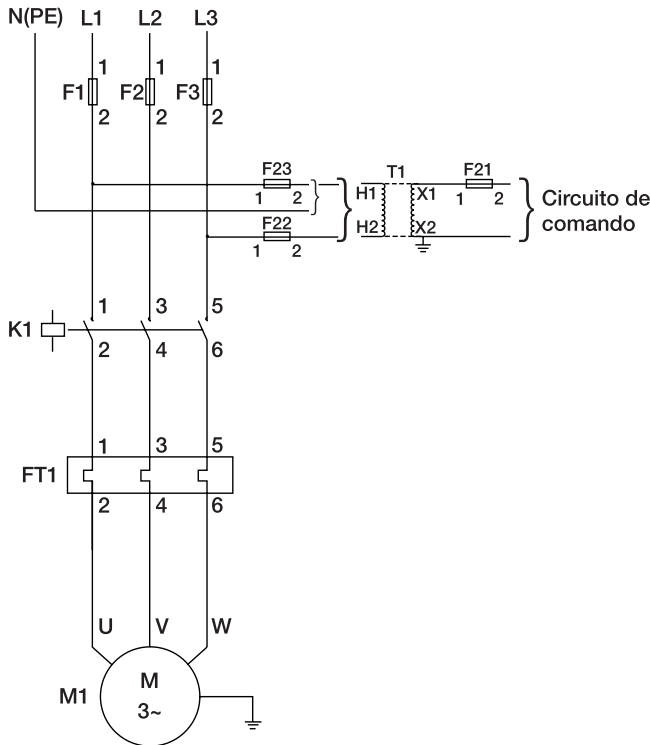 N(PE) L1 L2 L3
1 1 1
F1 F2 F3
2 2 2
F23 T1 F21
1 2 H1 X1 1 2
Circuito de
comando
F22 H2 X2
1 2
1 3 5
K1
2 4 6
1 3 5
FT1
2 4 6
U V W
M1 M
3~